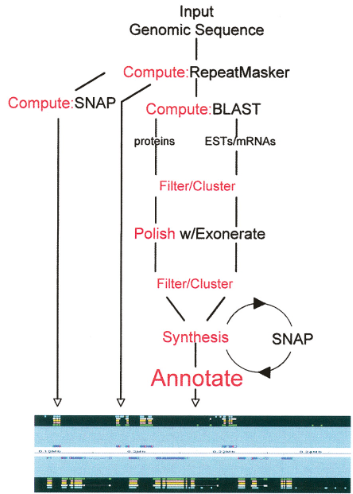 Input
Genomic Sequence
Compute:RepeatMasker
Compute:SNAP
Compute:BLAST
proteins ESTs/mRNAs
Filter/Cluster
Polish w/Exonerate
Filter/Cluster
Synthesis SNAP
Annotate